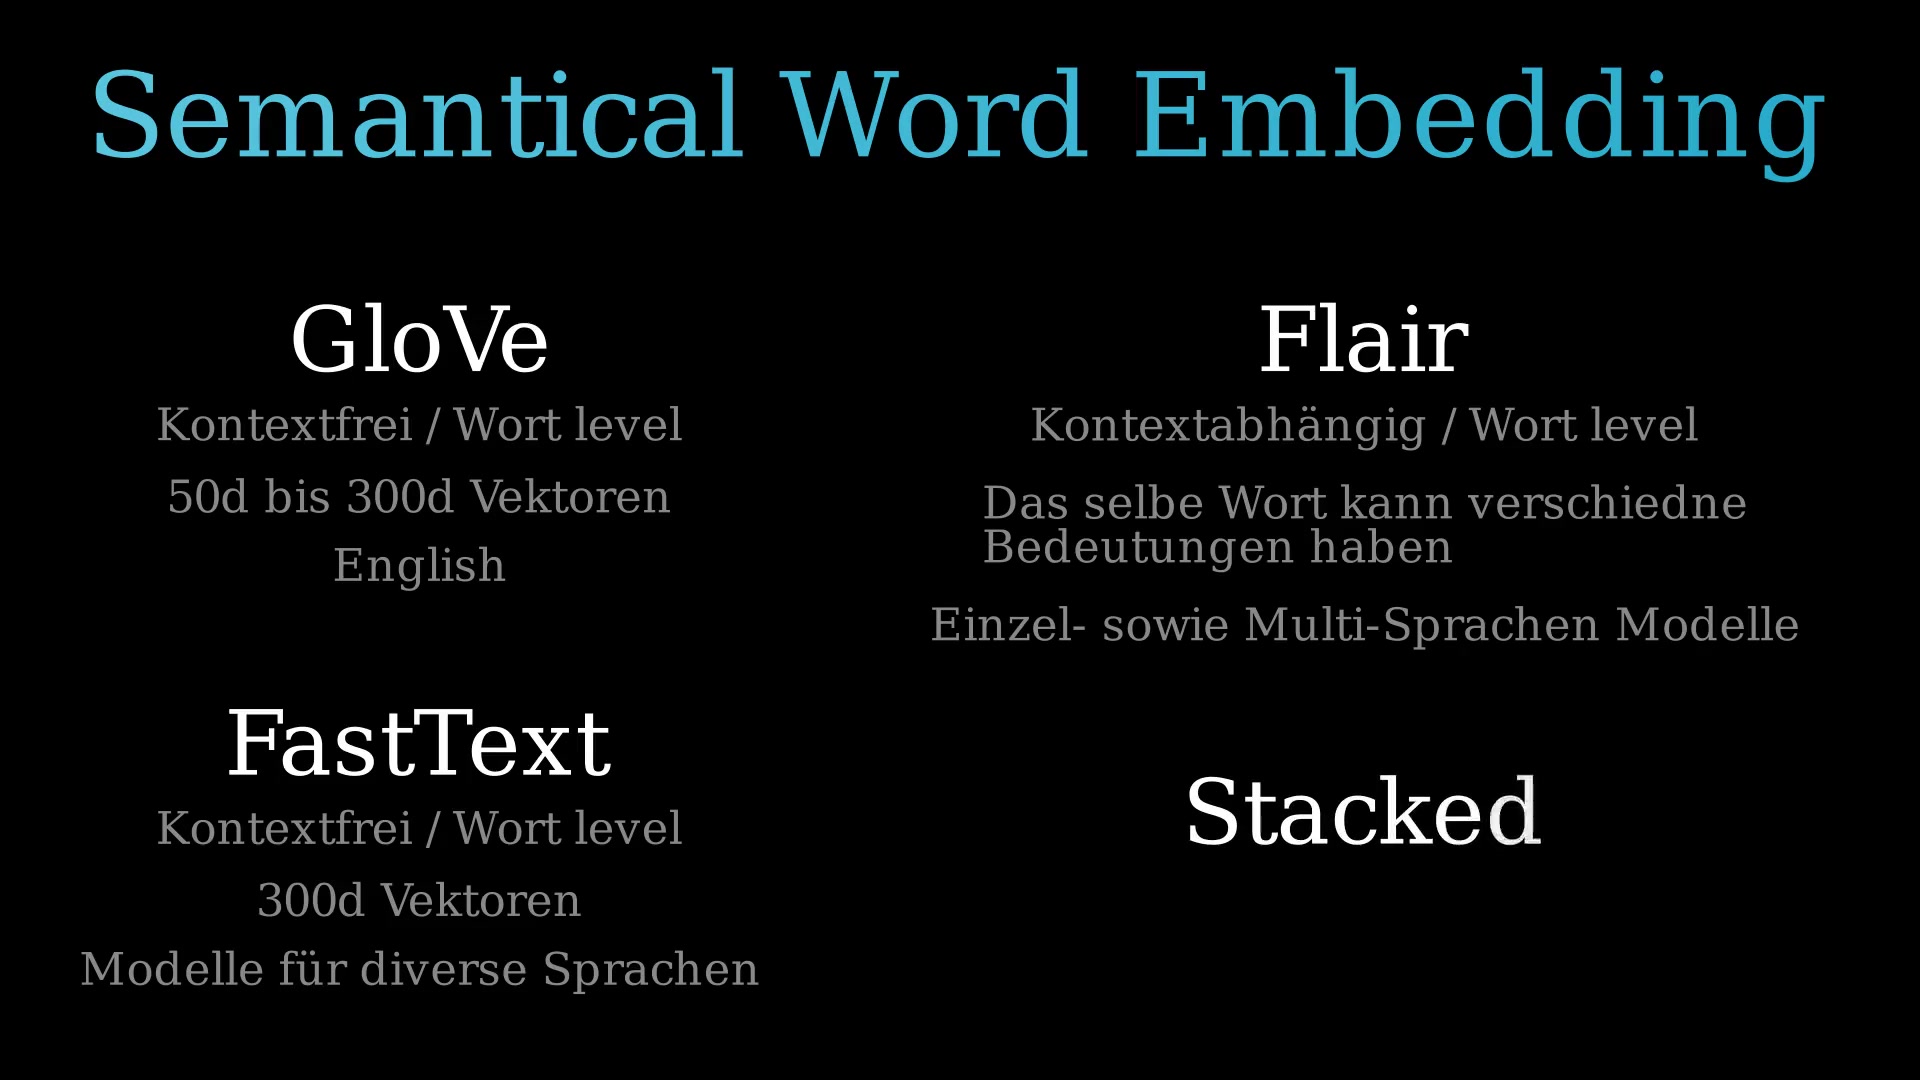 Semantical Word Embedding
GloVe
Kontextfrei / Wort level
50d bis 300d Vektoren
English
FastText
Kontextfrei / Wort level
300d Vektoren
Modelle für diverse Sprachen
Flair
Kontextabhängig / Wort level
Das selbe Wort kann verschiedne
Bedeutungen haben
Einzel- sowie Multi-Sprachen Modelle
Stacked